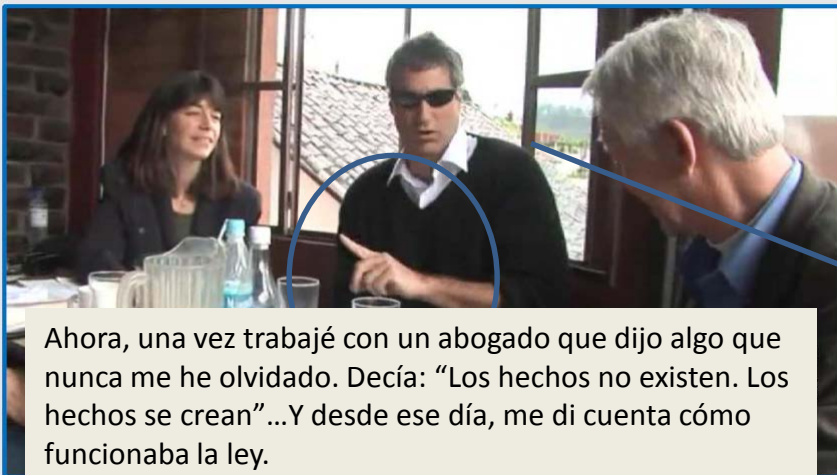 Ahora, una vez trabajé con un abogado que dijo algo que
nunca me he olvidado. Decía: “Los hechos no existen. Los
hechos se crean”...Y desde ese día, me di cuenta cómo
funcionaba la ley.